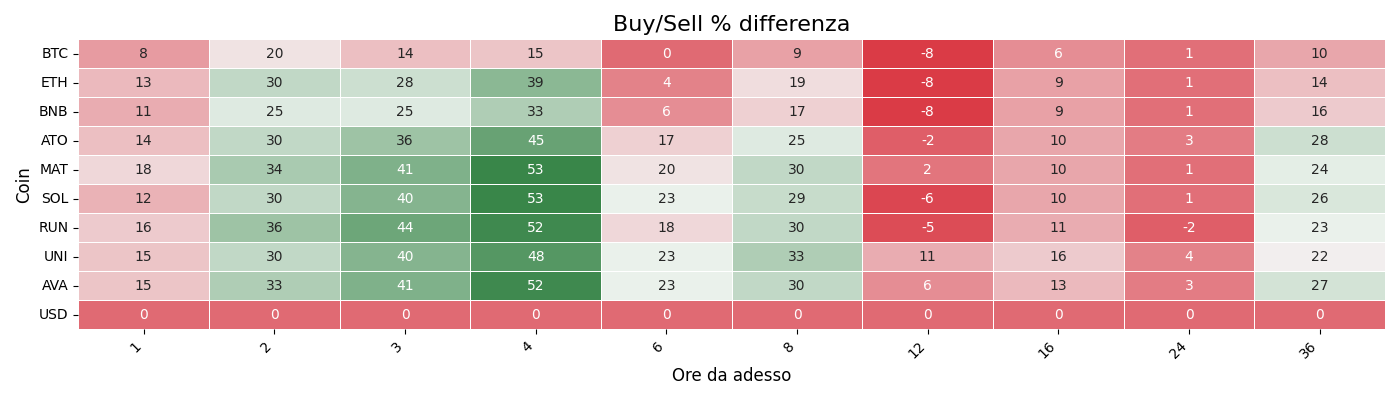 Buy/Sell % differenza
Coin
BTC 8 20 14 15 0 9 -8 6 1 10
ETH 13 30 28 39 4 19 -8 9 1 14
BNB 11 25 25 33 6 17 -8 9 1 16
ATO 14 30 36 45 17 25 -2 10 3 28
MAT 18 34 41 53 20 30 2 10 1 24
SOL 12 30 40 53 23 29 -6 10 1 26
RUN 16 36 44 52 18 30 -5 11 -2 23
UNI 15 30 40 48 23 33 11 16 4 22
AVA 15 33 41 52 23 30 6 13 3 27
USD 0 0 0 0 0 0 0 0 0 0
1 2 3 4 6 8 12 16 24 36
Ore da adesso